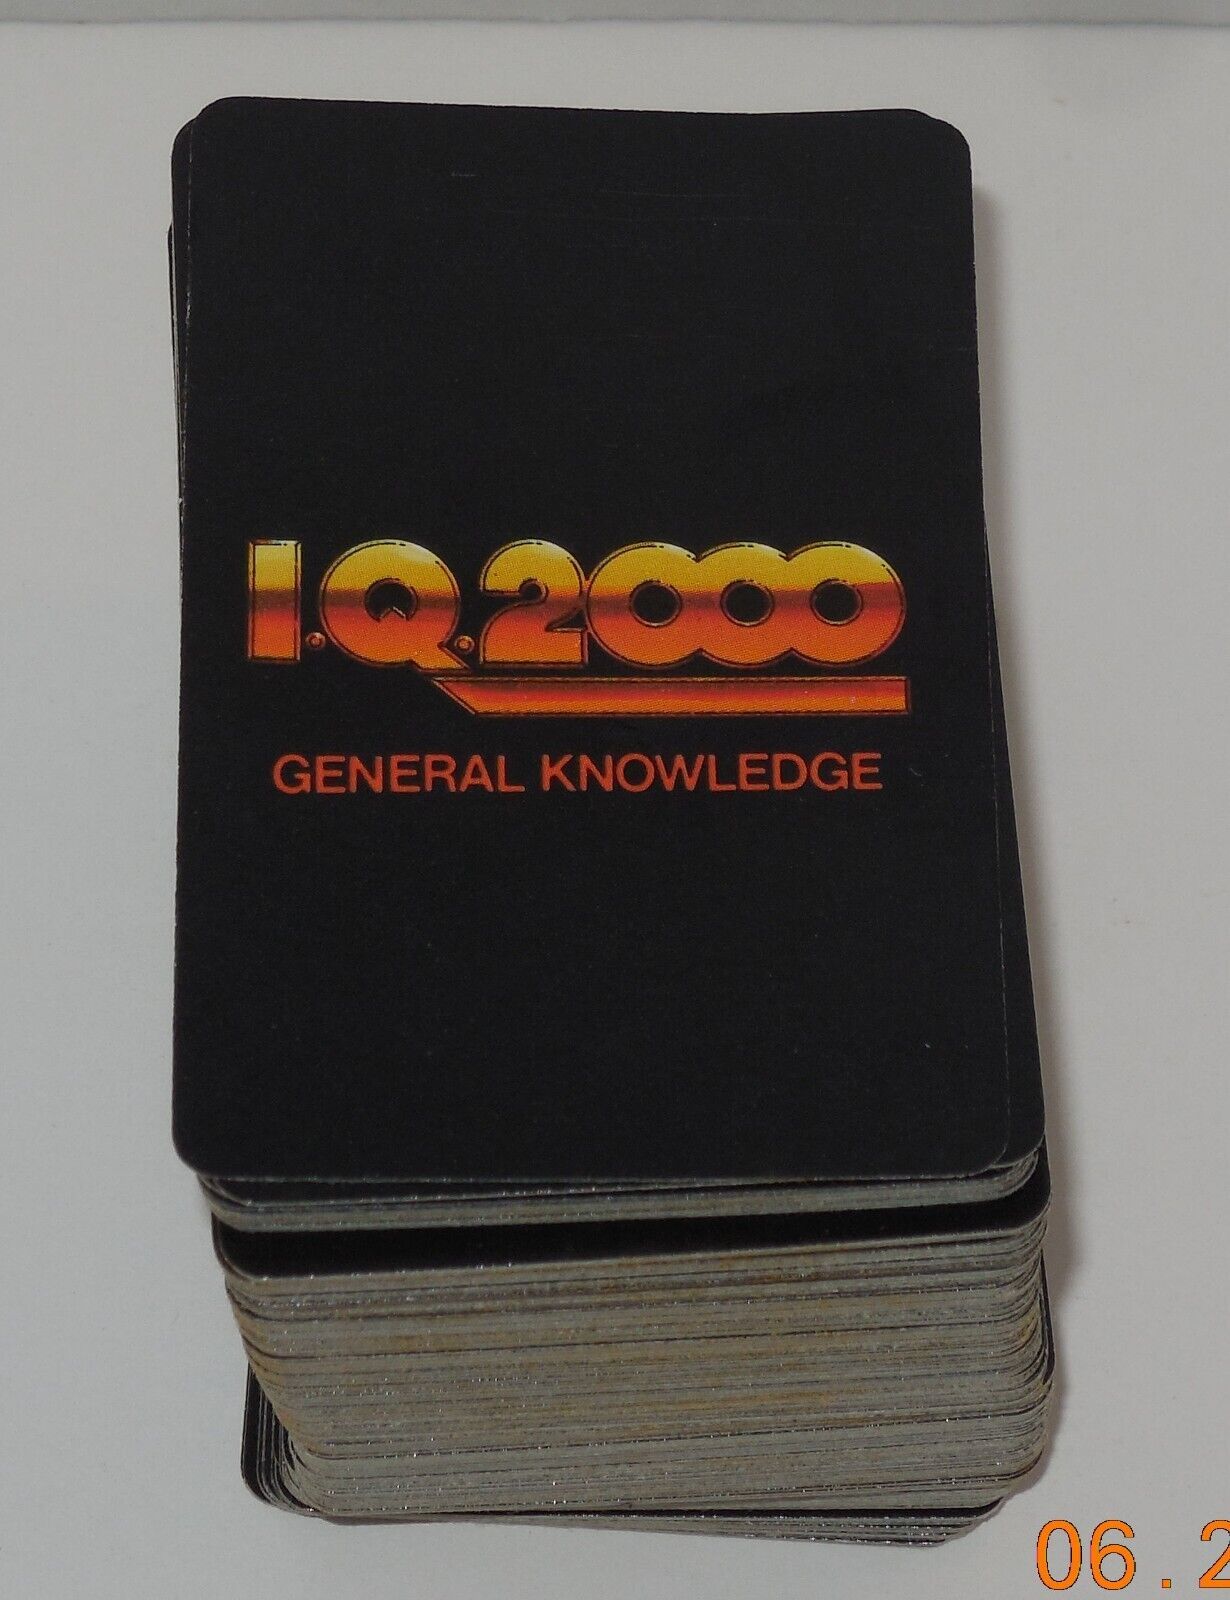 I.Q.2000
GENERAL KNOWLEDGE
06.2